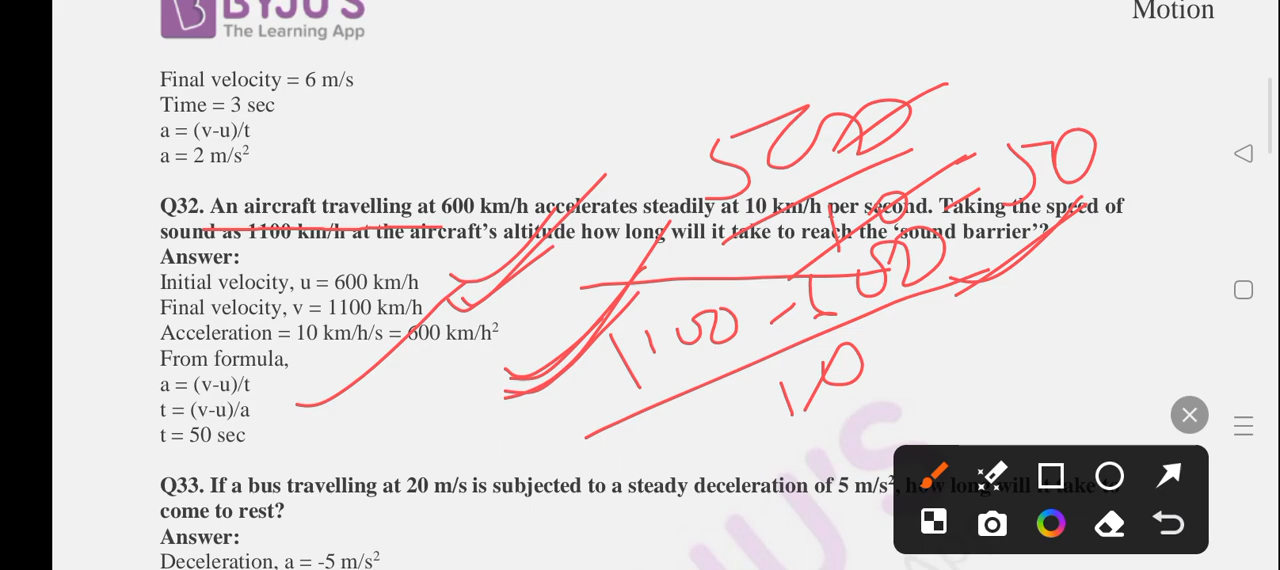 BYJU'S
The Learning App
Motion
Final velocity = 6 m/s
Time = 3 sec
a = (v-u)/t
a = 2 m/s²
Q32. An aircraft travelling at 600 km/h accelerates steadily at 10 km/h per second. Taking the speed of
sound as 1100 km/h at the aircraft's altitude how long will it take to reach the 'sound barrier'?
Answer:
Initial velocity, u = 600 km/h
Final velocity, v = 1100 km/h
Acceleration = 10 km/h/s = 600 km/h²
From formula,
a = (v-u)/t
t = (v-u)/a
t = 50 sec
500
10
= 50
1100 -
10
Q33. If a bus travelling at 20 m/s is subjected to a steady deceleration of 5 m/s², how long will it take to
come to rest?
Answer:
Deceleration, a = -5 m/s²